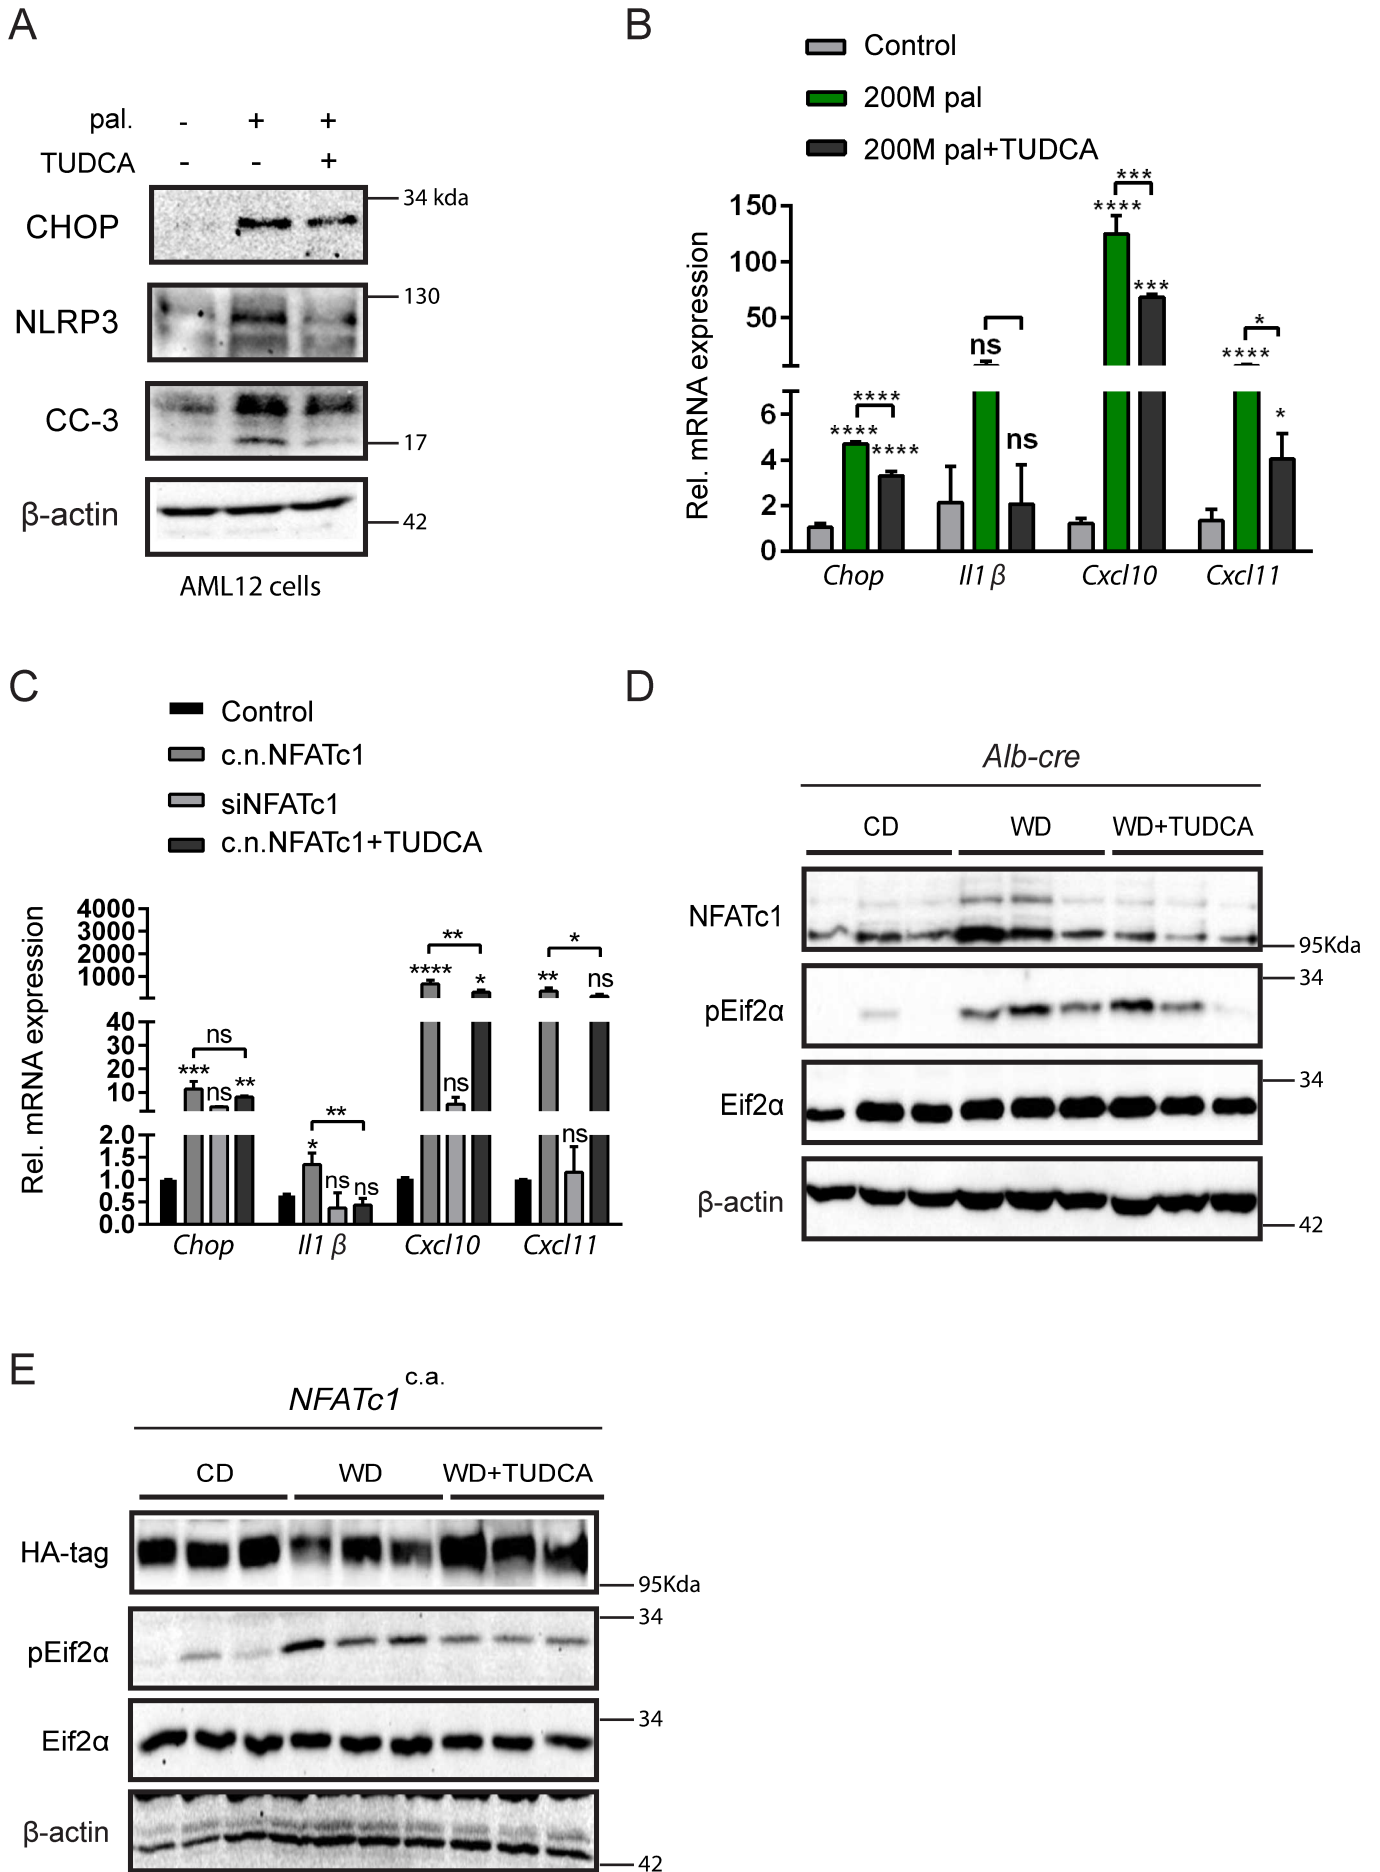 A
pal. - + +
TUDCA - - +
34 kda
CHOP
130
NLRP3
CC-3
17
β-actin
42
AML12 cells
B
Control
200M pal
200M pal+TUDCA
Rel. mRNA expression
150
100
50
6
4
2
0
**** **** ****
ns ns
**** *** ***
**** * *
Chop Il1β Cxcl10 Cxcl11
C
Control
c.n.NFATc1
siNFATc1
c.n.NFATc1+TUDCA
Rel. mRNA expression
4000
3000
2000
1000
40
30
20
10
2.0
1.5
1.0
0.5
0.0
ns
*** ns **
**
* ns ns
**
**** ns *
*
** ns ns
Chop Il1β Cxcl10 Cxcl11
D
Alb-cre
CD WD WD+TUDCA
NFATc1
95Kda
34
pEif2α
34
Eif2α
β-actin
42
E
NFATc1 c.a.
CD WD WD+TUDCA
HA-tag
95Kda
34
pEif2α
34
Eif2α
β-actin
42